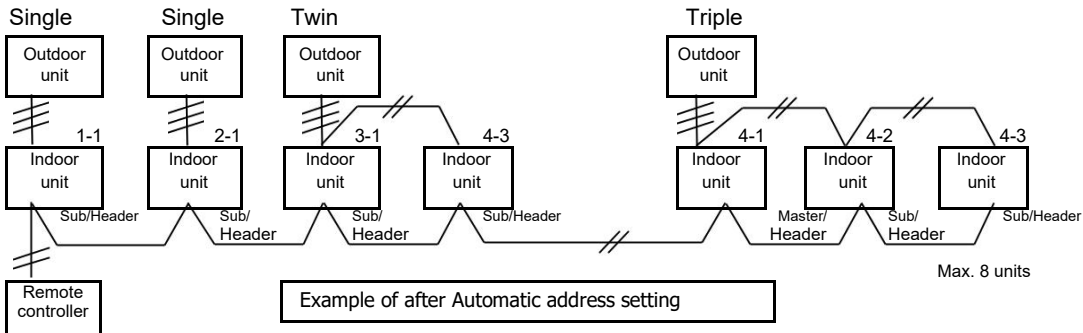 Single
Single
Twin
Triple
Outdoor
unit
Outdoor
unit
Outdoor
unit
Outdoor
unit
1-1
2-1
3-1
4-3
4-1
4-2
4-3
Indoor
unit
Indoor
unit
Indoor
unit
Indoor
unit
Indoor
unit
Indoor
unit
Indoor
unit
Sub/Header
Sub/
Header
Sub/
Header
Sub/Header
Master/
Header
Sub/
Header
Sub/Header
Max. 8 units
Remote
controller
Example of after Automatic address setting